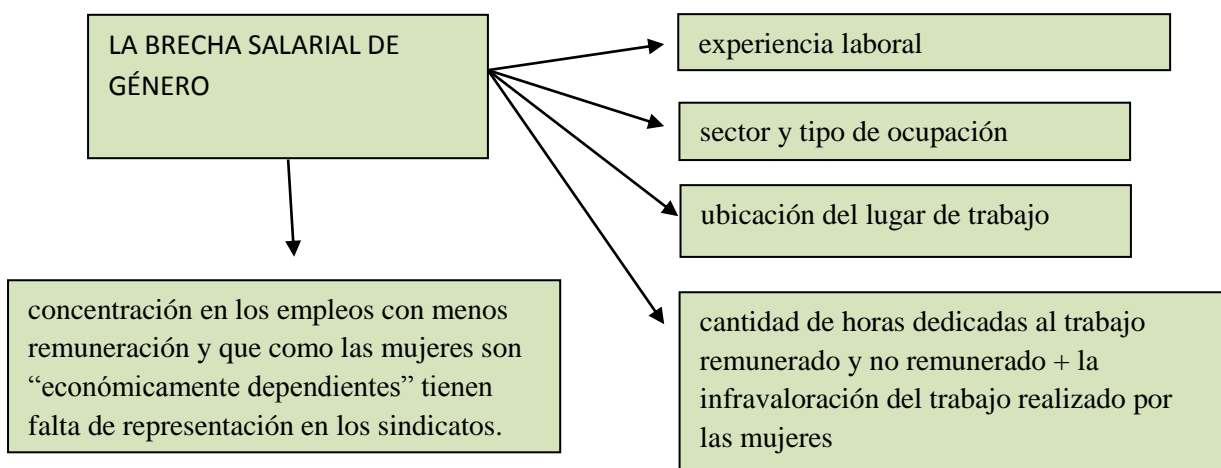 LA BRECHA SALARIAL DE
GÉNERO
experiencia laboral
sector y tipo de ocupación
ubicación del lugar de trabajo
concentración en los empleos con menos
remuneración y que como las mujeres son
“económicamente dependientes” tienen
falta de representación en los sindicatos.
cantidad de horas dedicadas al trabajo
remunerado y no remunerado + la
infravaloración del trabajo realizado por
las mujeres